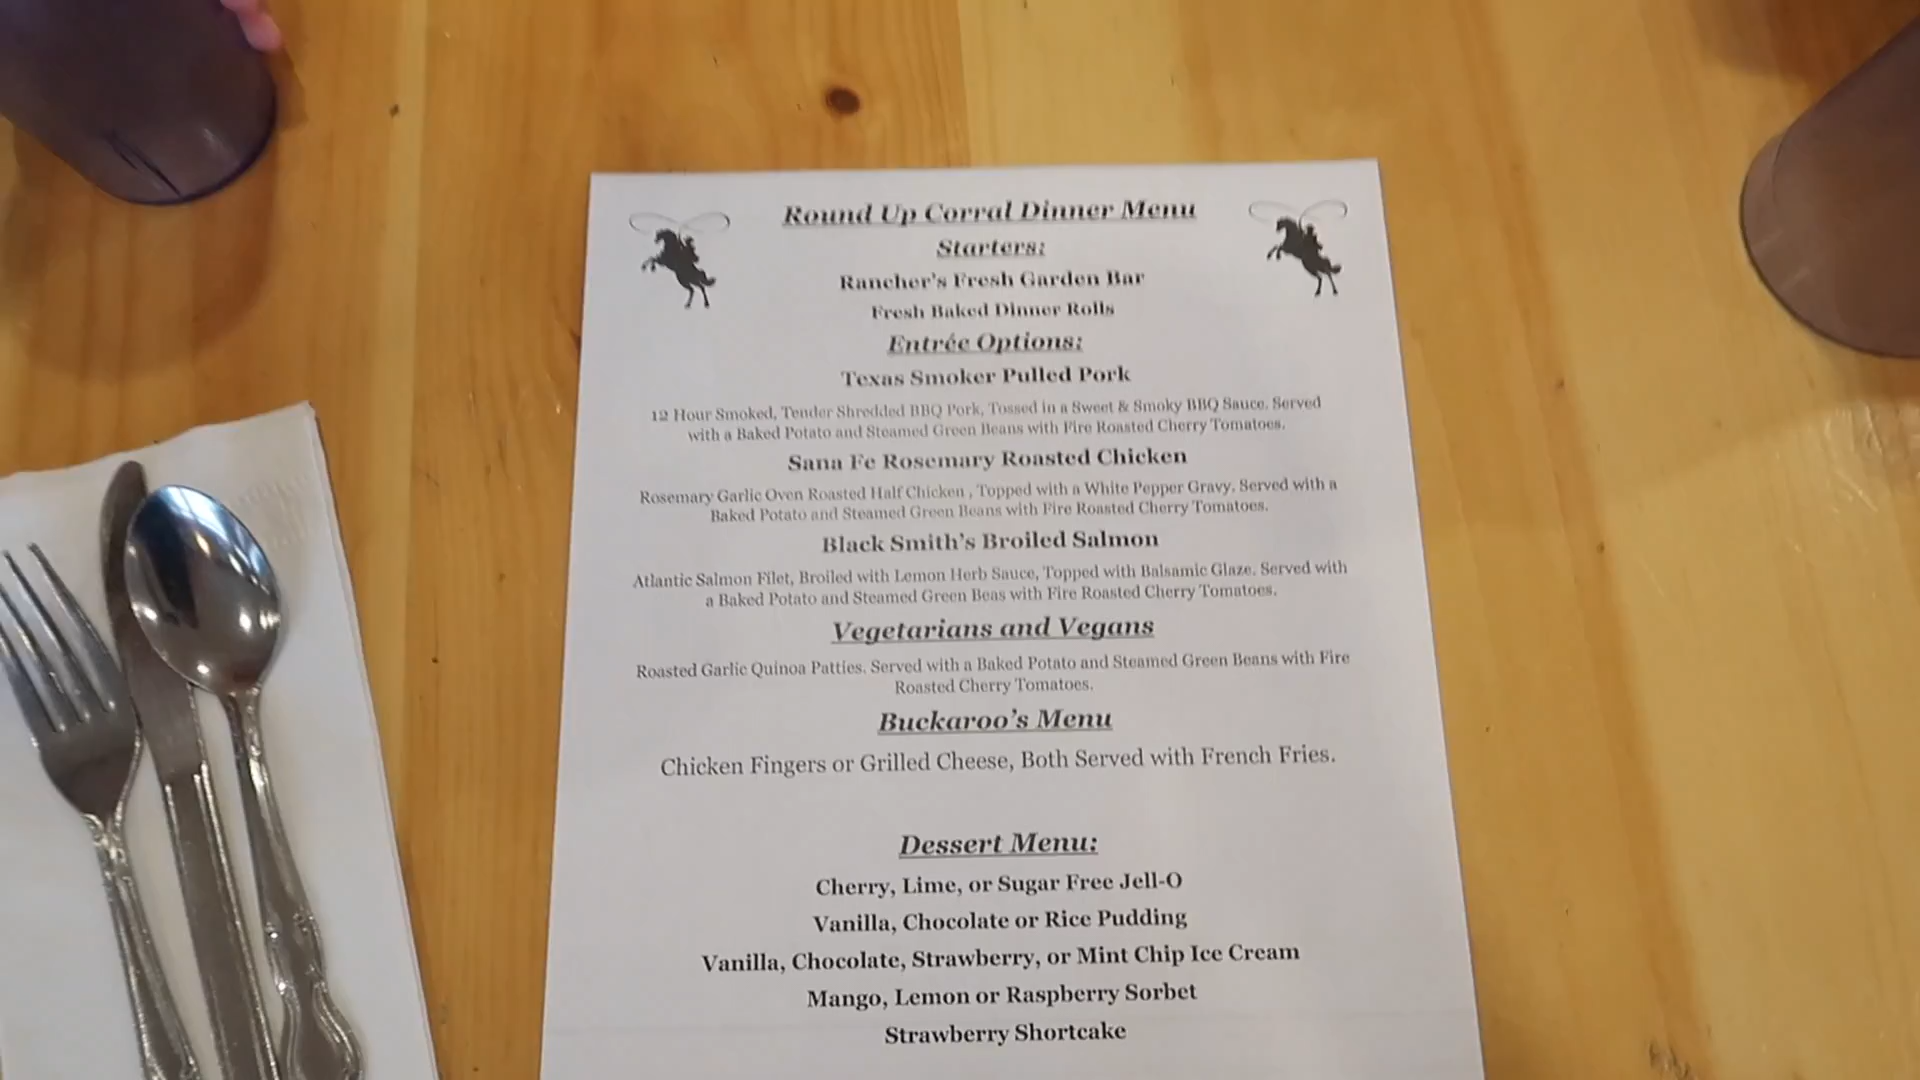 Round Up Corral Dinner Menu
Starters:
Rancher's Fresh Garden Bar
Fresh Baked Dinner Rolls
Entrée Options:
Texas Smoker Pulled Pork
12 Hour Smoked, Tender Shredded BBQ Pork, Tossed in a Sweet & Smoky BBQ Sauce. Served
with a Baked Potato and Steamed Green Beans with Fire Roasted Cherry Tomatoes.
Sana Fe Rosemary Roasted Chicken
Rosemary Garlic Oven Roasted Half Chicken , Topped with a White Pepper Gravy. Served with a
Baked Potato and Steamed Green Beans with Fire Roasted Cherry Tomatoes.
Black Smith's Broiled Salmon
Atlantic Salmon Filet, Broiled with Lemon Herb Sauce, Topped with Balsamic Glaze. Served with
a Baked Potato and Steamed Green Beas with Fire Roasted Cherry Tomatoes.
Vegetarians and Vegans
Roasted Garlic Quinoa Patties. Served with a Baked Potato and Steamed Green Beans with Fire
Roasted Cherry Tomatoes.
Buckaroo's Menu
Chicken Fingers or Grilled Cheese, Both Served with French Fries.
Dessert Menu:
Cherry, Lime, or Sugar Free Jell-O
Vanilla, Chocolate or Rice Pudding
Vanilla, Chocolate, Strawberry, or Mint Chip Ice Cream
Mango, Lemon or Raspberry Sorbet
Strawberry Shortcake